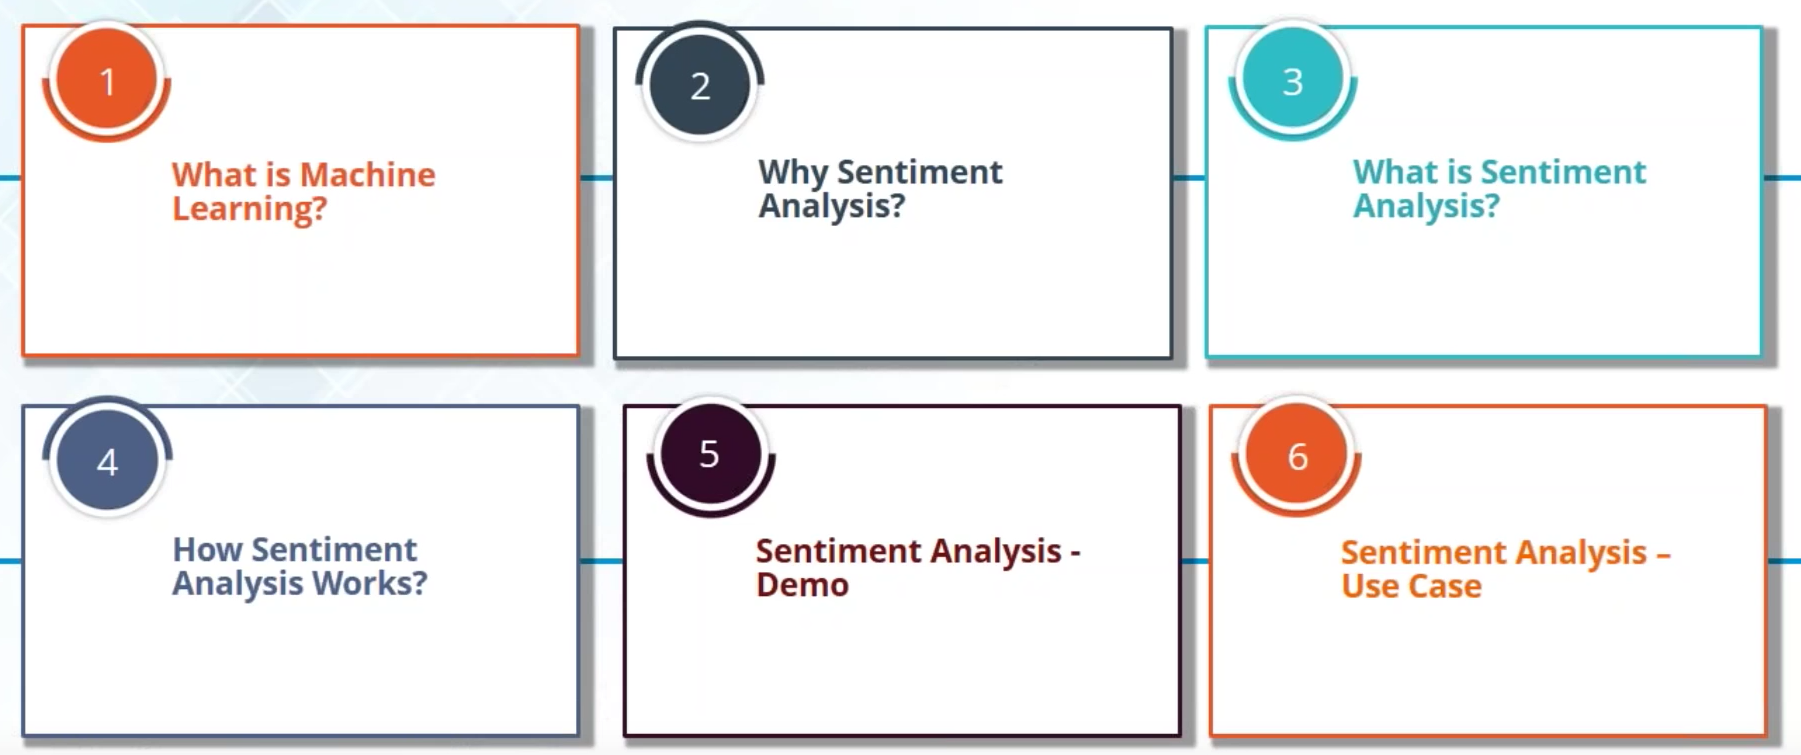 1
What is Machine
Learning?
2
Why Sentiment
Analysis?
3
What is Sentiment
Analysis?
4
How Sentiment
Analysis Works?
5
Sentiment Analysis -
Demo
6
Sentiment Analysis –
Use Case